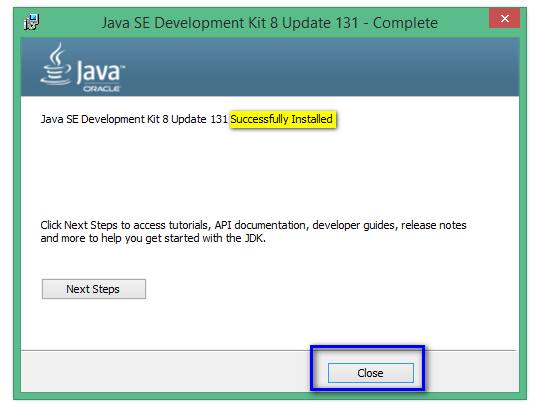 Java SE Development Kit 8 Update 131 - Complete
Java
ORACLE
Java SE Development Kit 8 Update 131 Successfully Installed
Click Next Steps to access tutorials, API documentation, developer guides, release notes
and more to help you get started with the JDK.
Next Steps
Close